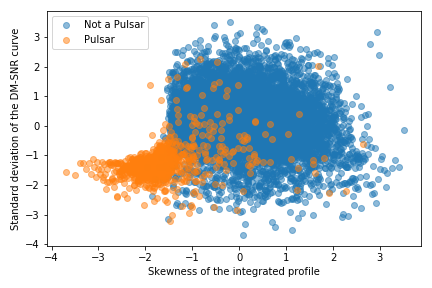 Not a Pulsar
Pulsar
Standard deviation of the DM-SNR curve
3
2
1
0
−1
−2
−3
−4
−4 −3 −2 −1 0 1 2 3
Skewness of the integrated profile